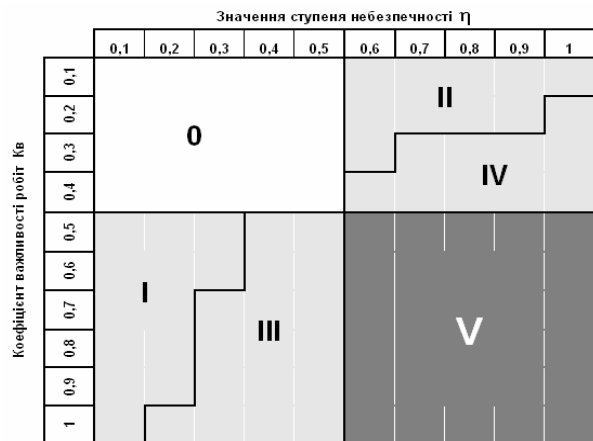 Значення ступеня небезпечності η
0,1 0,2 0,3 0,4 0,5 0,6 0,7 0,8 0,9 1
Коефіцієнт важливості робіт Кв
0,1
0,2
0,3
0,4
0,5
0,6
0,7
0,8
0,9
1
0
II
IV
I
III
V